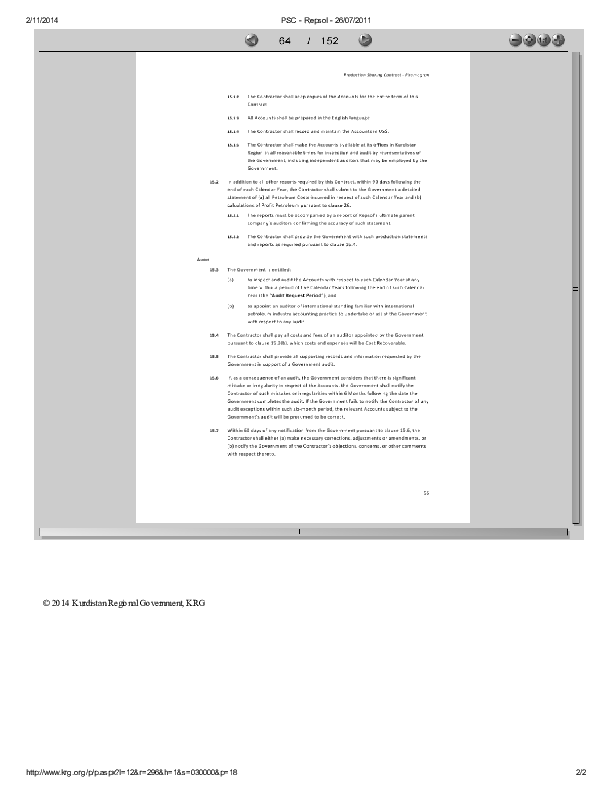 2/11/2014
PSC - Repsol - 26/07/2011
64 / 152
Production Sharing Contract - Piramagrun
15.1.2 The Contractor shall keep copies of the Accounts for the entire term of this
Contract.
15.1.3 All Accounts shall be prepared in the English language.
15.1.4 The Contractor shall record and maintain the Accounts in US$.
15.1.5 The Contractor shall make the Accounts available at its offices in Kurdistan
Region in all reasonable times for inspection and audit by representatives of
the Government, including independent auditors that may be employed by the
Government.
15.2 In addition to all other reports required by this Contract, within 90 days following the
end of each Calendar Year, the Contractor shall submit to the Government a detailed
statement of (a) all Petroleum Costs incurred in respect of such Calendar Year and (b)
calculations of Profit Petroleum pursuant to clause 26.
The reports must be accompanied by a report of Repsol's ultimate parent
company's auditors confirming the accuracy of such statement.
The Contractor shall provide the Government with such production statements
and reports as required pursuant to clause 16.4.
Audit
15.3 The Government is entitled:
(a) to inspect and audit the Accounts with respect to each Calendar Year at any
time within a period of five Calendar Years following the end of such Calendar
Year (the "Audit Request Period"); and
(b) to appoint an auditor of international standing familiar with international
petroleum industry accounting practice to undertake or assist the Government
with respect to any audit.
15.4 The Contractor shall pay all costs and fees of an auditor appointed by the Government
pursuant to clause 15.3(b), which costs and expenses will be Cost Recoverable.
15.5 The Contractor shall provide all supporting records and information requested by the
Government in support of a Government audit.
15.6 If, as a consequence of an audit, the Government considers that there is significant
mistake or irregularity in respect of the Accounts, the Government shall notify the
Contractor of such mistakes or irregularities within 6 Months following the date the
Government completes the audit. If the Government fails to notify the Contractor of any
audit exceptions within such six-month period, the relevant Accounts subject to the
Government's audit will be presumed to be correct.
15.7 Within 60 days of any notification from the Government pursuant to clause 15.6, the
Contractor shall either (a) make necessary corrections, adjustments or amendments, or
(b) notify the Government of the Contractor's objections, concerns, or other comments
with respect thereto.
© 2014 Kurdistan Regional Government, KRG
http://www.krg.org/p/p.aspx?l=12&r=296&h=1&s=030000&p=18
2/2